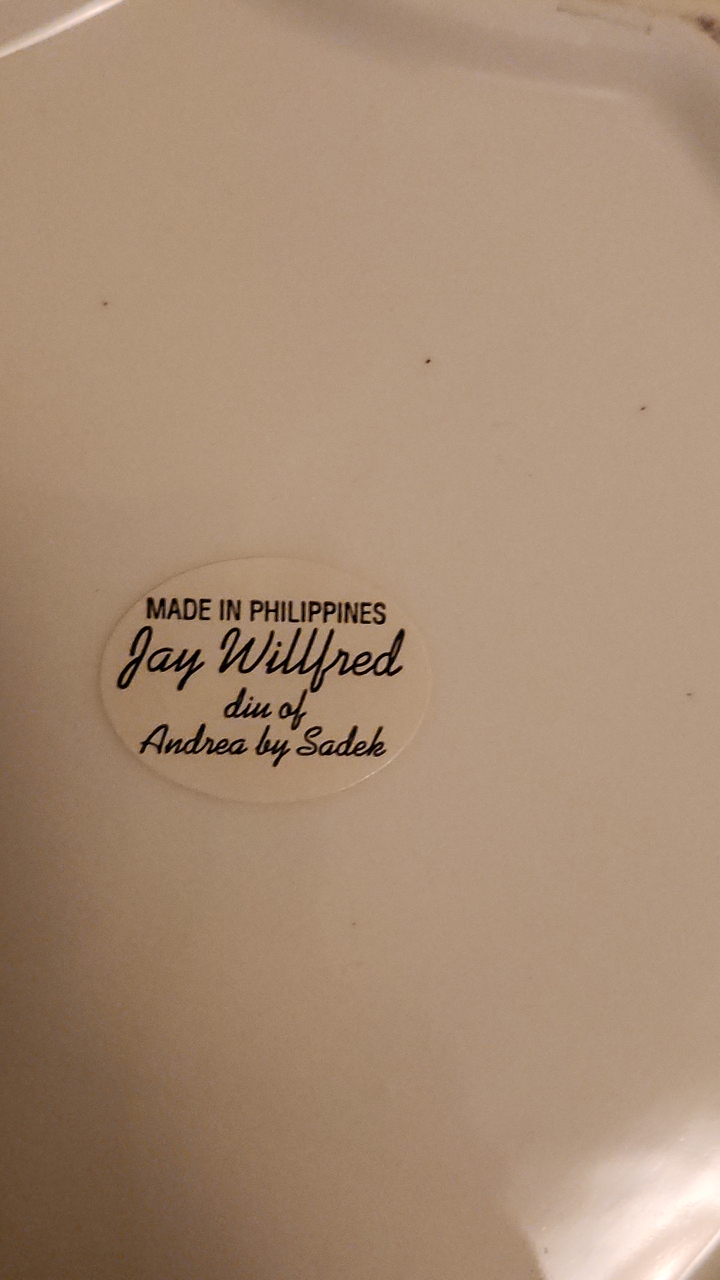 MADE IN PHILIPPINES
Jay Willfred
div of
Andrea by Sadek